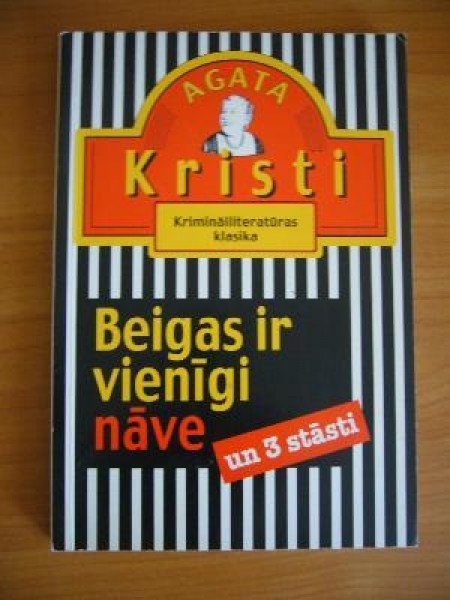 AGATA
Kristi
Kriminālliteratūras
klasika
Beigas ir
vienīgi
nāve
un 3 stāsti